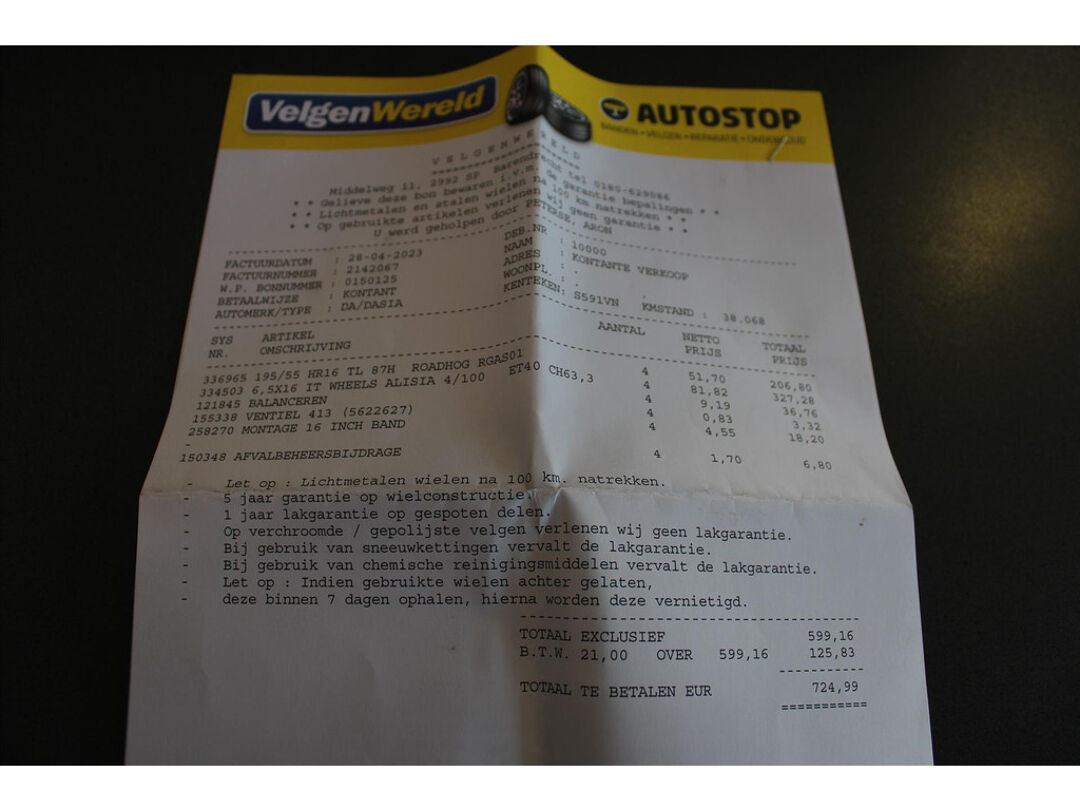 VelgenWereld
AUTOSTOP
BANDEN • VELGEN • REPARATIE • ONDERHOUD
V E L G E N W E R E L D
Middelweg 11, 2992 SP Barendrecht tel 0180-629086
* * Gelieve deze bon bewaren i.v.m. de garantie bepalingen * *
* * Lichtmetalen en stalen wielen na 100 km natrekken * *
* * Op gebruikte artikelen verlenen wij geen garantie * *
U werd geholpen door PETERSE, ARON
FACTUURDATUM : 28-04-2023 DEB.NR : 10000
FACTUURNUMMER : 2142067 NAAM : KONTANTE VERKOOP
W.P. BONNUMMER : 0150125 ADRES : .
BETAALWIJZE : KONTANT WOONPL. : . .
AUTOMERK/TYPE : DA/DASIA KENTEKEN: S591VN KMSTAND : 38.068
SYS ARTIKEL AANTAL NETTO TOTAAL
NR. OMSCHRIJVING PRIJS PRIJS
336965 195/55 HR16 TL 87H ROADHOG RGAS01 4 51,70 206,80
334503 6,5X16 IT WHEELS ALISIA 4/100 ET40 CH63,3 4 81,82 327,28
121845 BALANCEREN 4 9,19 36,76
155338 VENTIEL 413 (5622627) 4 0,83 3,32
258270 MONTAGE 16 INCH BAND 4 4,55 18,20
-
150348 AFVALBEHEERSBIJDRAGE 4 1,70 6,80
- Let op : Lichtmetalen wielen na 100 km. natrekken.
- 5 jaar garantie op wielconstructie.
- 1 jaar lakgarantie op gespoten delen.
- Op verchroomde / gepolijste velgen verlenen wij geen lakgarantie.
- Bij gebruik van sneeuwkettingen vervalt de lakgarantie.
- Bij gebruik van chemische reinigingsmiddelen vervalt de lakgarantie.
- Let op : Indien gebruikte wielen achter gelaten,
- deze binnen 7 dagen ophalen, hierna worden deze vernietigd.
TOTAAL EXCLUSIEF 599,16
B.T.W. 21,00 OVER 599,16 125,83
TOTAAL TE BETALEN EUR 724,99
===========